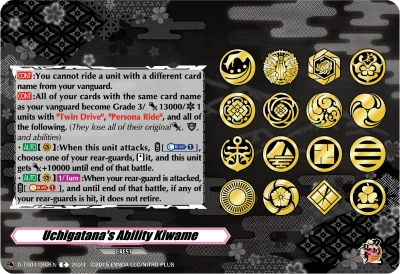 CONT:You cannot ride a unit with a different card
name from your vanguard.
CONT:All of your cards with the same card name
as your vanguard become Grade 3/ 13000/ 1
units with "Twin Drive", "Persona Ride", and all of
the following. (They lose all of their original , ,
and abilities)
• AUTO :When this unit attacks, [ ],
choose one of your rear-guards, it, and this unit
gets +10000 until end of that battle.
• AUTO 1/Turn :When your rear-guard is attacked,
[ ], and until end of that battle, if any of
your rear-guards is hit, it does not retire.
Uchigatana's Ability Kiwame
CREST
2024 ©2015 EXNOA LLC/NITRO PLUS